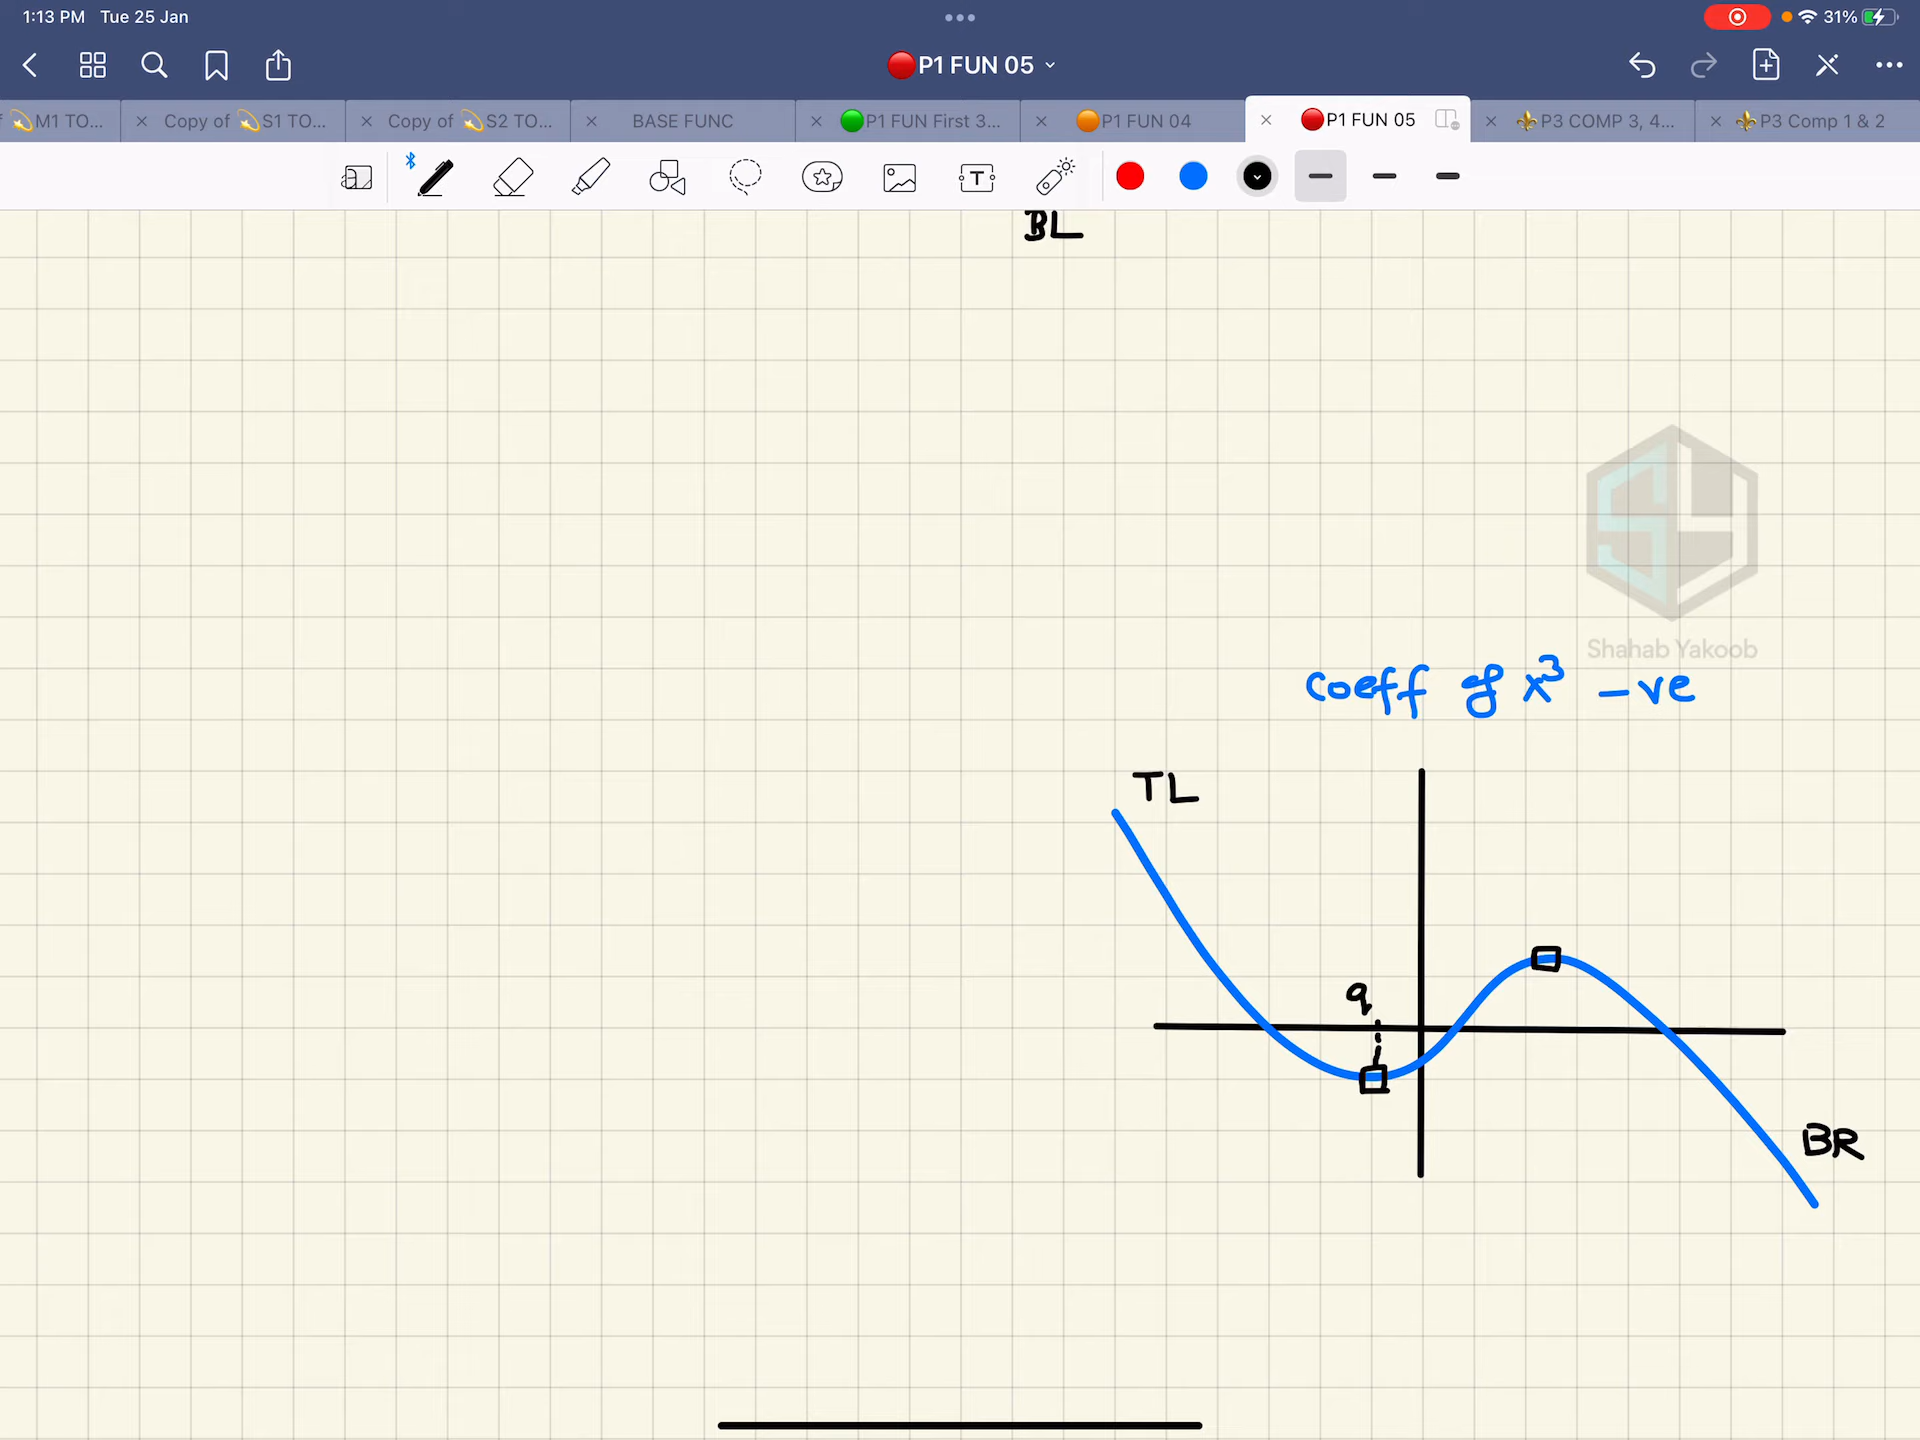 1:13 PM Tue 25 Jan
31%
P1 FUN 05
M1 TO...
Copy of 💫S1 TO...
Copy of 💫S2 TO...
BASE FUNC
P1 FUN First 3...
P1 FUN 04
P1 FUN 05
P3 COMP 3, 4...
P3 Comp 1 & 2
BL
Shahab Yakoob
coeff of x³ -ve
TL
q
BR